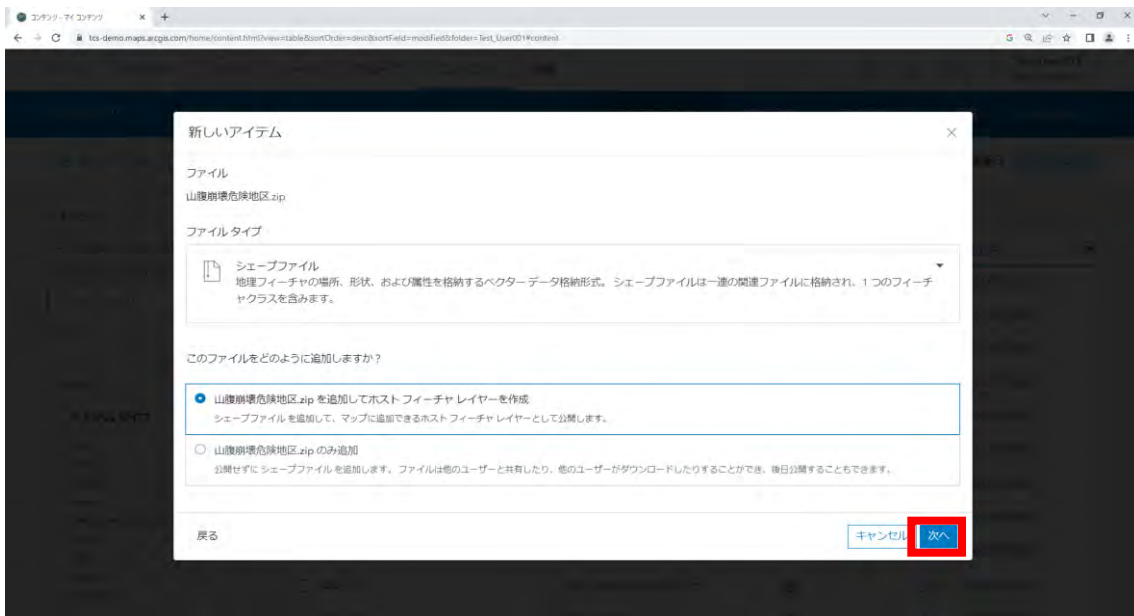 コンテンツ - マイ コンテンツ
tcs-demo.maps.arcgis.com/home/content.html?view=table&sortOrder=desc&sortField=modified&folder=Test_User001#content
新しいアイテム
ファイル
山腹崩壊危険地区.zip
ファイル タイプ
シェープファイル
地理フィーチャの場所、形状、および属性を格納するベクター データ格納形式。 シェープファイルは一連の関連ファイルに格納され、1 つのフィーチ
ャクラスを含みます。
このファイルをどのように追加しますか？
山腹崩壊危険地区.zip を追加してホスト フィーチャ レイヤーを作成
シェープファイル を追加して、マップに追加できるホスト フィーチャ レイヤーとして公開します。
山腹崩壊危険地区.zip のみ追加
公開せずに シェープファイル を追加します。 ファイルは他のユーザーと共有したり、他のユーザーがダウンロードしたりすることができ、後日公開することもできます。
戻る
キャンセル
次へ